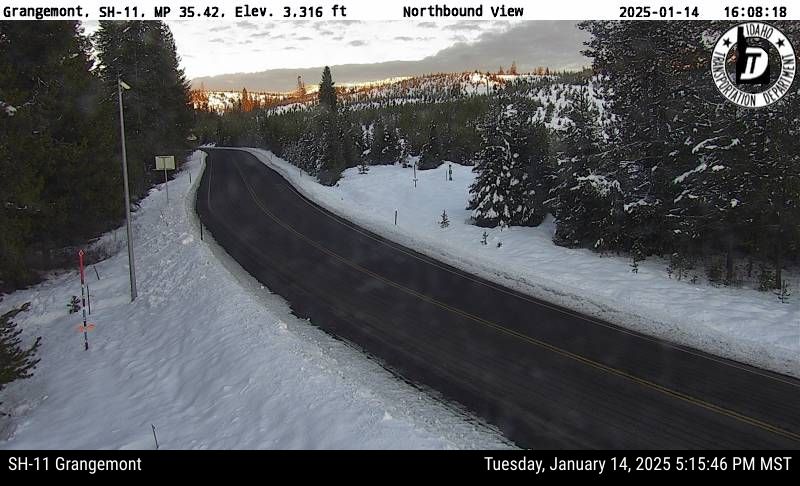 Grangemont, SH-11, MP 35.42, Elev. 3,316 ft Northbound View 2025-01-14 16:08:18
IDAHO
TRANSPORTATION DEPARTMENT
SH-11 Grangemont Tuesday, January 14, 2025 5:15:46 PM MST